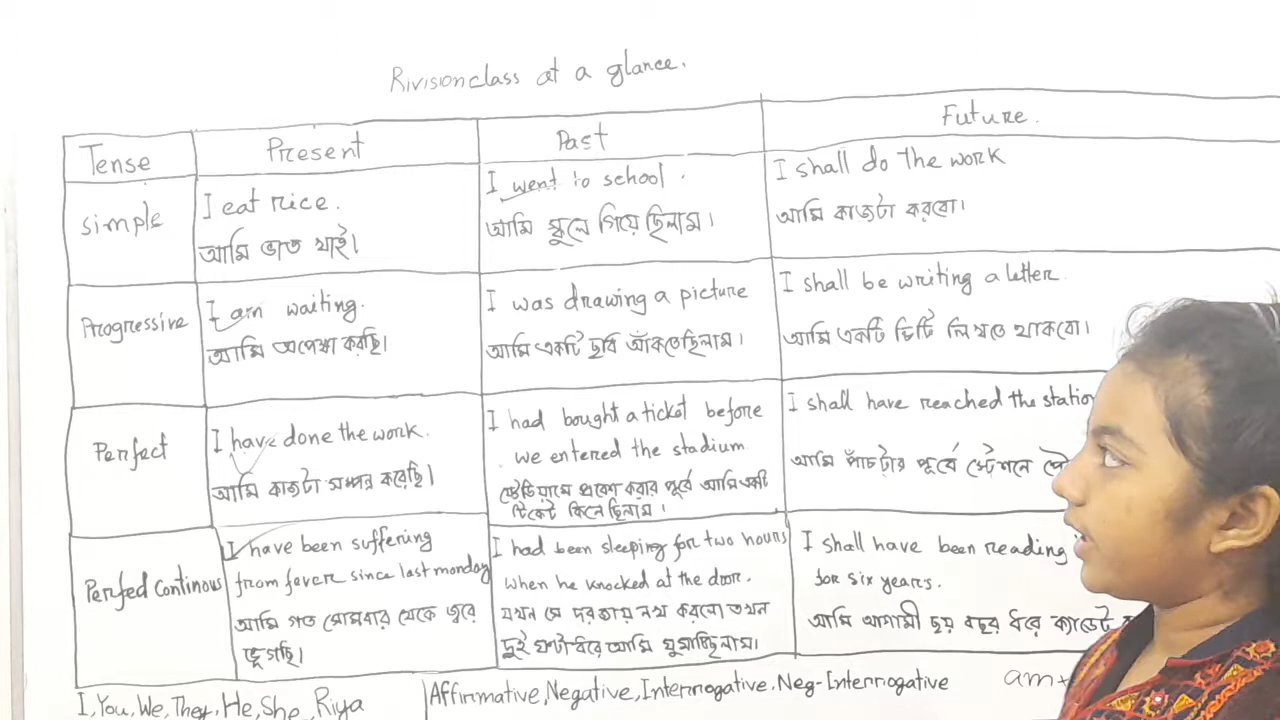 Rivision class at a glance.
Tense
Present
Past
Future.
simple
I eat rice.
আমি ভাত খাই।
I went to school.
আমি স্কুলে গিয়ে ছিলাম।
I shall do the work
আমি কাজটা করবো।
Progressive
I am waiting.
আমি অপেক্ষা করছি।
I was drawing a picture
আমি একটি ছবি আঁকতেছিলাম।
I shall be writing a letter.
আমি একটি চিটি লিখতে থাকবো।
Perfect
I have done the work.
আমি কাজটা সম্পন্ন করেছি।
I had bought a ticket before
we entered the stadium.
স্টেডিয়ামে প্রবেশ করার পূর্বে আমি একটি
টিকেট কিনে ছিলাম।
I shall have reached the station
আমি পাঁচটার পূর্বে স্টেশনে
Perfed Continous
I have been suffering
from fever since last monday
আমি গত সোমবার থেকে জ্বরে
ভূগেছি।
I had been sleeping for two hours
when he knocked at the door.
যখন সে দরজায় নখ করলো তখন
দুই ঘন্টা ধরে আমি ঘুমাচ্ছিলাম।
I shall have been reading
for six years.
আমি আগামী ছয় বছর ধরে ক্যাডেট
I, You, We, They, He, She, Riya
Affirmative, Negative, Interrogative, Neg-Interrogative
am+